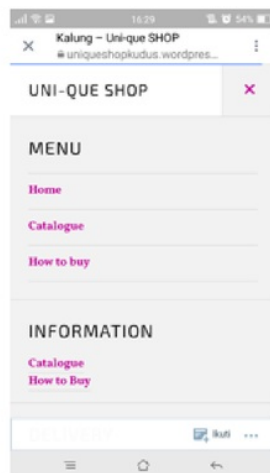 16:29
54%
Kalung – Uni-que SHOP
uniqueshopkudus.wordpres...
UNI-QUE SHOP
MENU
Home
Catalogue
How to buy
INFORMATION
Catalogue
How to Buy
DELIVERY
Ikuti